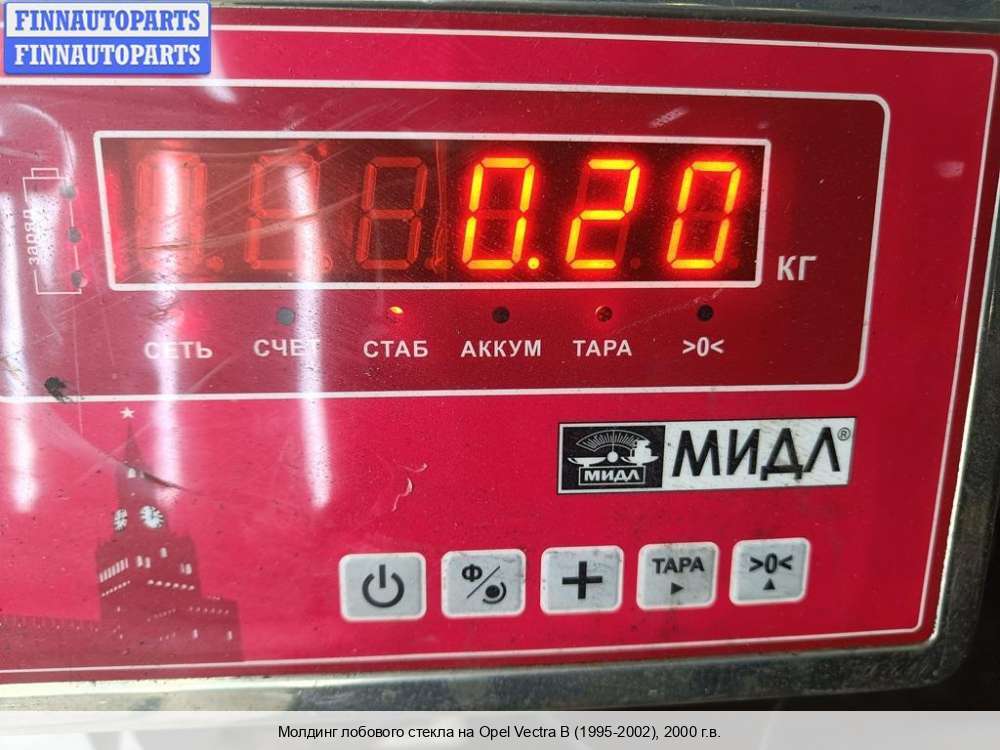 FINNAUTOPARTS
FINNAUTOPARTS
0.20
КГ
заряд
СЕТЬ СЧЕТ СТАБ АККУМ ТАРА >0<
МИДЛ МИДЛ®
Ф ТАРА >0<
Молдинг лобового стекла на Opel Vectra B (1995-2002), 2000 г.в.